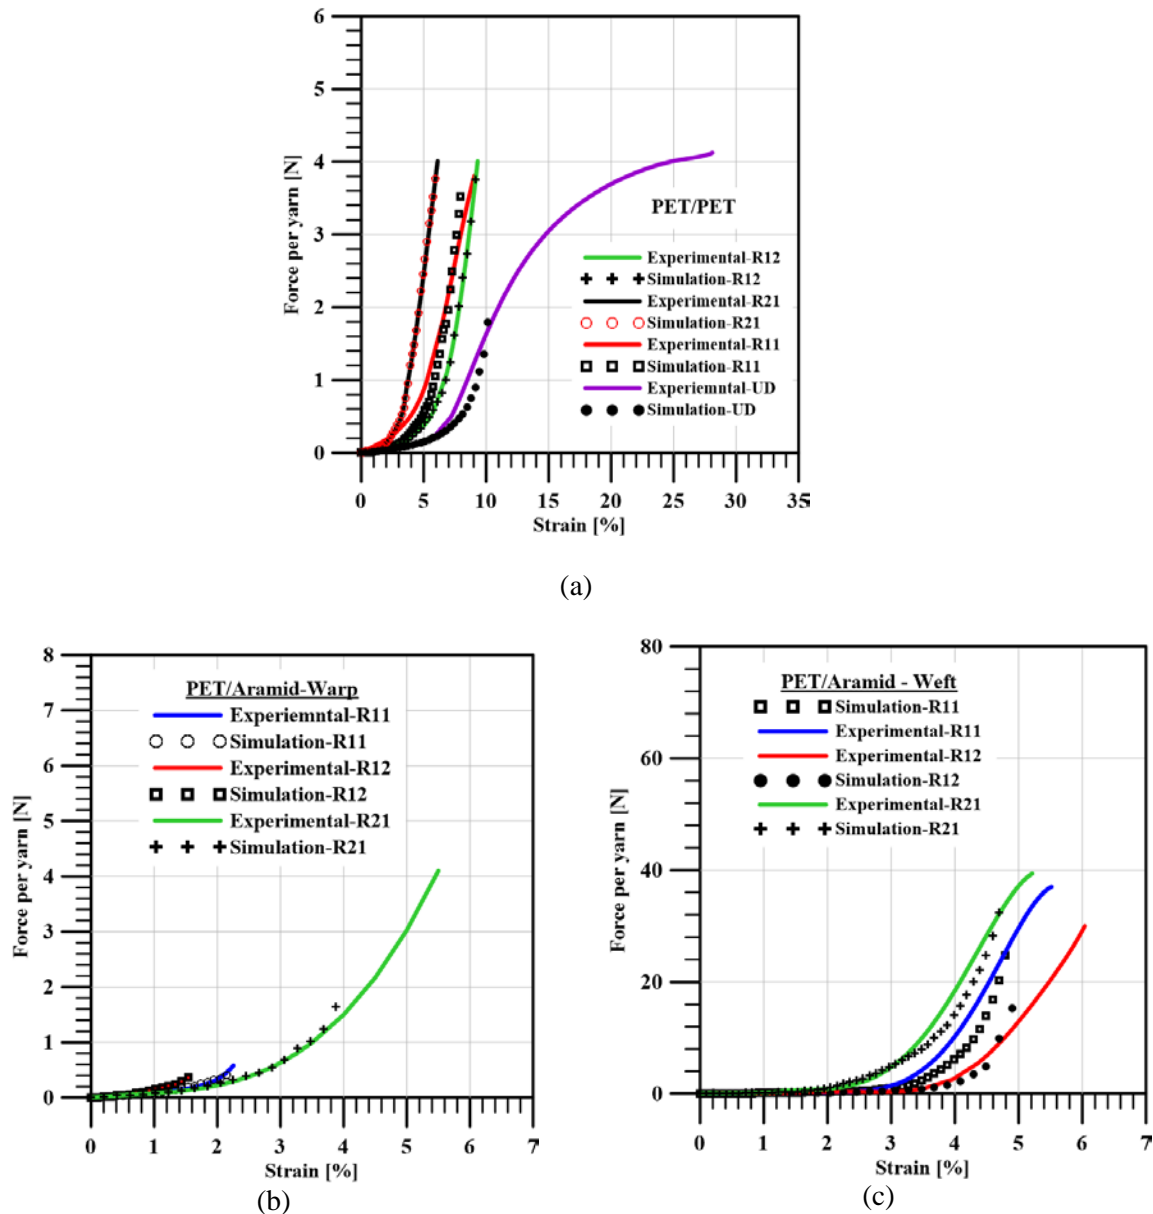 6
5
4
3
2
1
0
Force per yarn [N]
PET/PET
Experimental-R12
Simulation-R12
Experimental-R21
Simulation-R21
Experimental-R11
Simulation-R11
Experiemntal-UD
Simulation-UD
0 5 10 15 20 25 30 35
Strain [%]
(a)
8
7
6
5
4
3
2
1
0
Force per yarn [N]
PET/Aramid-Warp
Experiemntal-R11
Simulation-R11
Experimental-R12
Simulation-R12
Experimental-R21
Simulation-R21
0 1 2 3 4 5 6 7
Strain [%]
(b)
80
60
40
20
0
Force per yarn [N]
PET/Aramid - Weft
Simulation-R11
Experimental-R11
Experimental-R12
Simulation-R12
Experimental-R21
Simulation-R21
0 1 2 3 4 5 6 7
Strain [%]
(c)